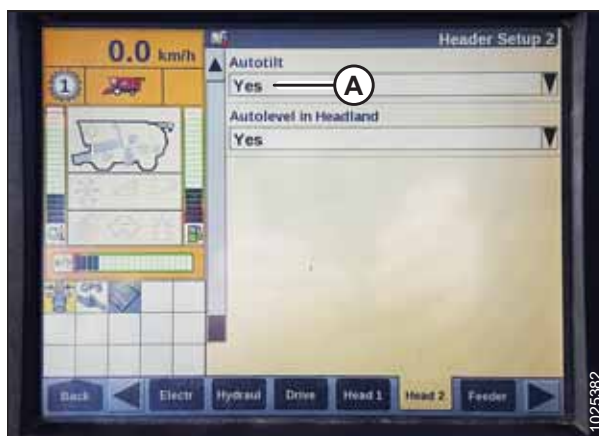 0.0 km/h
Header Setup 2
1
Autotilt
Yes
A
Autolevel in Headland
Yes
Back
Electr
Hydraul
Drive
Head 1
Head 2
Feeder
1025382